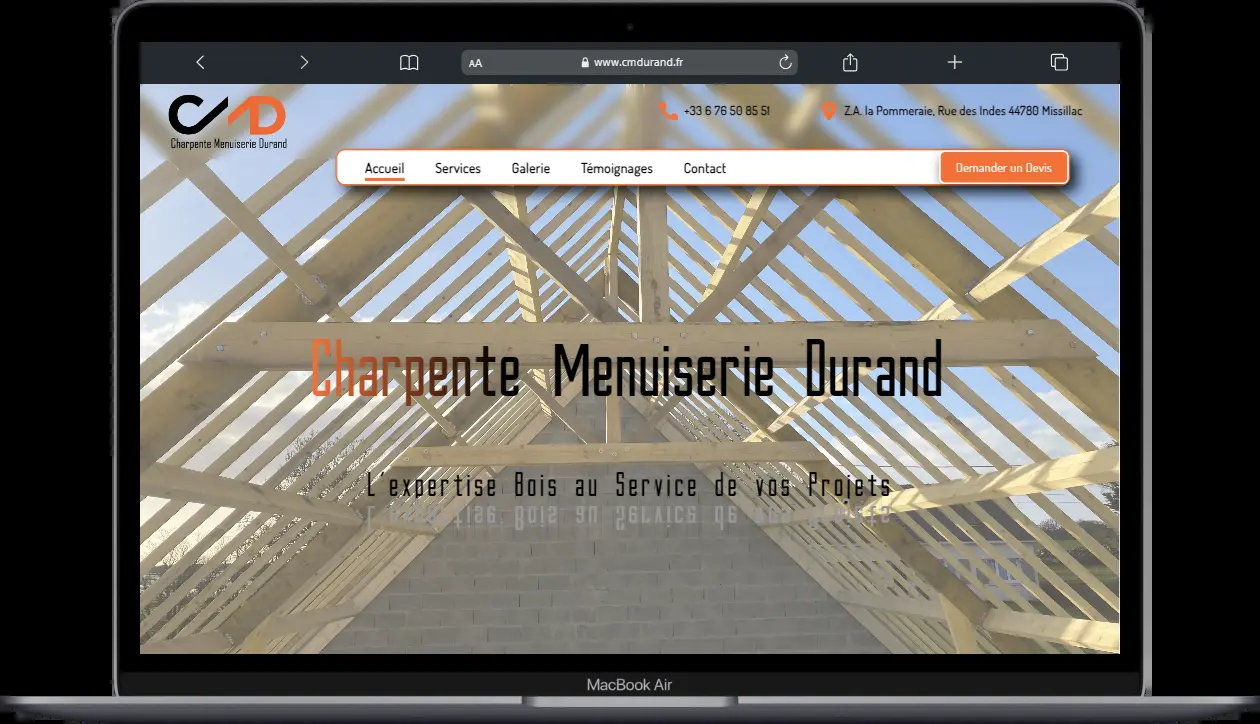 AA
www.cmdurand.fr
CMD
Charpente Menuiserie Durand
+33 6 76 50 85 51
Z.A. la Pommeraie, Rue des Indes 44780 Missillac
Accueil
Services
Galerie
Témoignages
Contact
Demander un Devis
Charpente Menuiserie Durand
L'expertise Bois au Service de vos Projets
MacBook Air